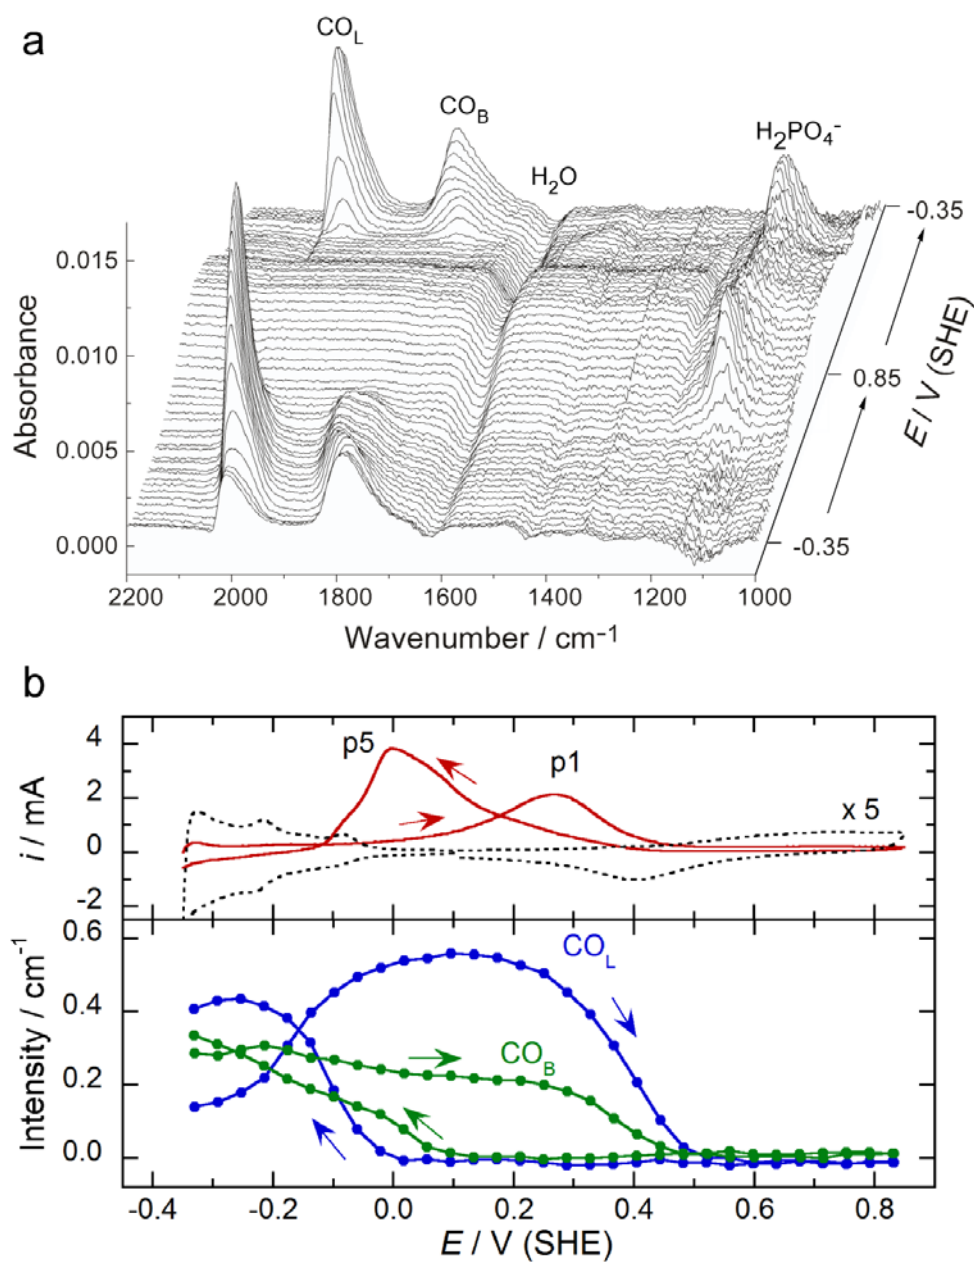 a
CO_L
CO_B
H_2O
H_2PO_4^-
-0.35
0.85
-0.35
E / V (SHE)
Absorbance
0.015
0.010
0.005
0.000
2200 2000 1800 1600 1400 1200 1000
Wavenumber / cm^{-1}
b
i / mA
4
2
0
-2
p5
p1
x 5
Intensity / cm^{-1}
0.6
0.4
0.2
0.0
CO_L
CO_B
-0.4 -0.2 0.0 0.2 0.4 0.6 0.8
E / V (SHE)